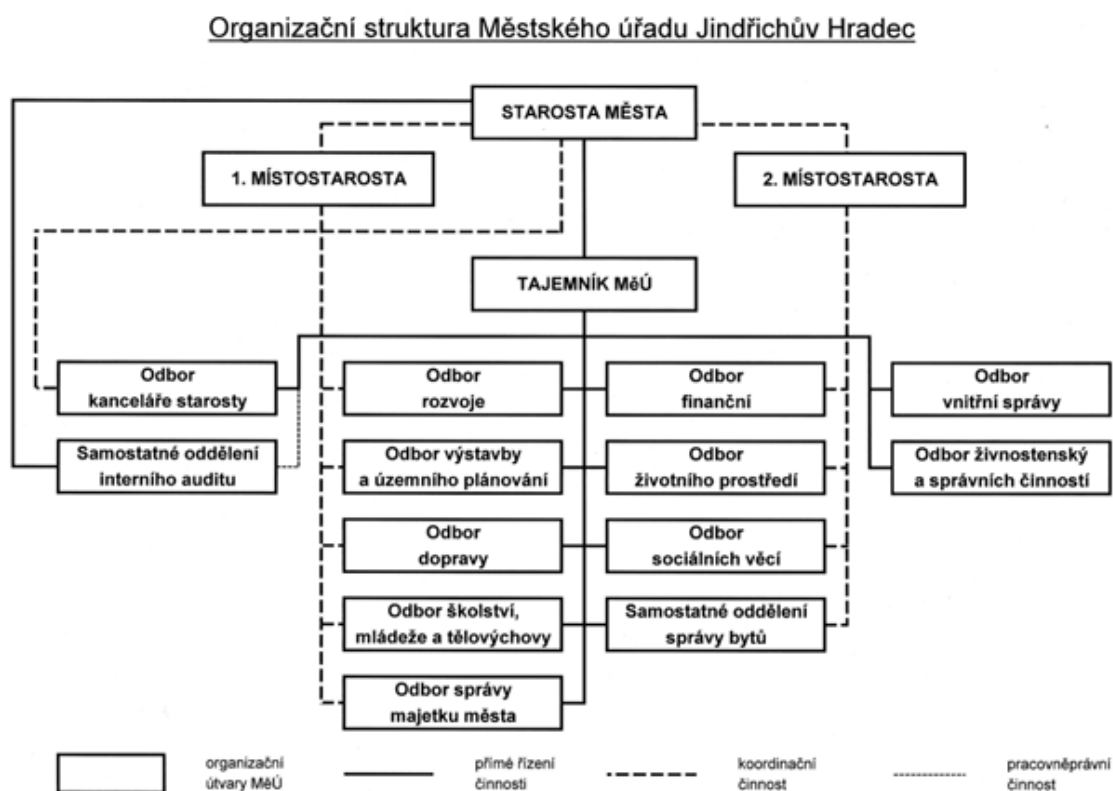 Organizační struktura Městského úřadu Jindřichův Hradec
STAROSTA MĚSTA
1. MÍSTOSTAROSTA
2. MÍSTOSTAROSTA
TAJEMNÍK MěÚ
Odbor
kanceláře starosty
Odbor
rozvoje
Odbor
finanční
Odbor
vnitřní správy
Samostatné oddělení
interního auditu
Odbor výstavby
a územního plánování
Odbor
životního prostředí
Odbor živnostenský
a správních činností
Odbor
dopravy
Odbor
sociálních věcí
Odbor školství,
mládeže a tělovýchovy
Samostatné oddělení
správy bytů
Odbor správy
majetku města
organizační
útvary MěÚ
přímé řízení
činnosti
koordinační
činnost
pracovněprávní
činnost